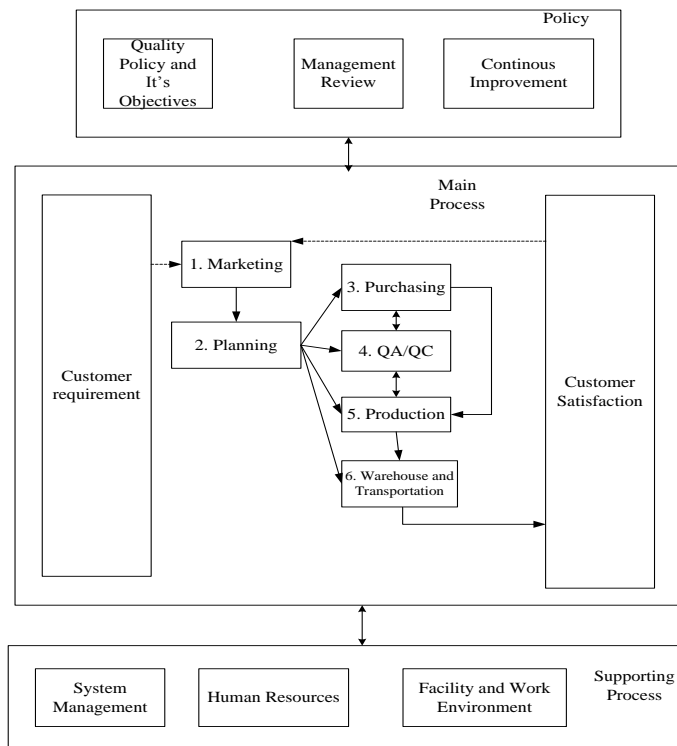 Policy
Quality
Policy and
It's
Objectives
Management
Review
Continous
Improvement
Main
Process
Customer
requirement
1. Marketing
2. Planning
3. Purchasing
4. QA/QC
5. Production
6. Warehouse and
Transportation
Customer
Satisfaction
System
Management
Human Resources
Facility and Work
Environment
Supporting
Process